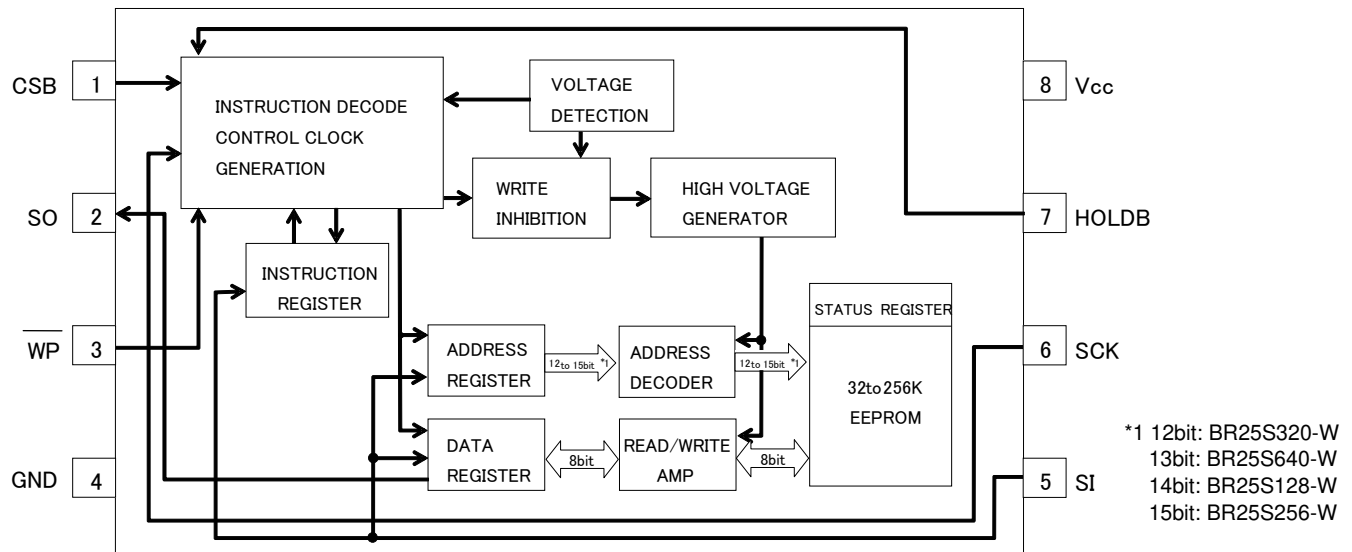 CSB
1
INSTRUCTION DECODE
CONTROL CLOCK
GENERATION
VOLTAGE
DETECTION
8
Vcc
SO
2
WRITE
INHIBITION
HIGH VOLTAGE
GENERATOR
7
HOLDB
INSTRUCTION
REGISTER
STATUS REGISTER
WP
3
ADDRESS
REGISTER
12to 15bit *1
ADDRESS
DECODER
12to 15bit *1
32to256K
EEPROM
6
SCK
GND
4
DATA
REGISTER
8bit
READ/WRITE
AMP
8bit
5
SI
*1 12bit: BR25S320-W
13bit: BR25S640-W
14bit: BR25S128-W
15bit: BR25S256-W